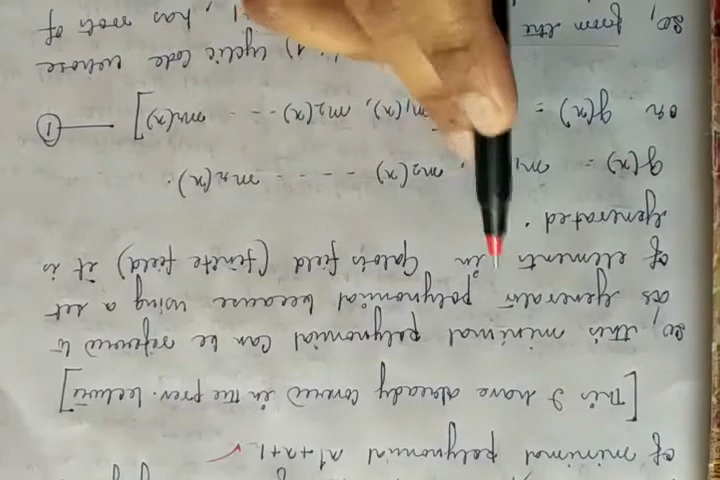 of minimal polynomial x⁴+x+1. ✓
[This I have already covered in the prev. lecture]
so, this minimal polynomial can be referred to
as generator polynomial because using a set
of elements in Galois field (finite field) it is
generated.
g(x) = m₁ , m₂(x) - - - - mₙ(x).
or. g(x) = m₁(x), m₂(x) - - - mₙ(x)] —— ①
cyclic code whose
so, from the , has roots of